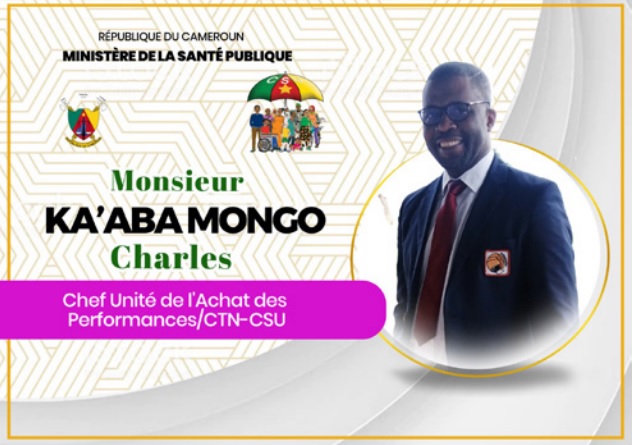 RÉPUBLIQUE DU CAMEROUN
MINISTÈRE DE LA SANTÉ PUBLIQUE
CS
Monsieur
KA'ABA MONGO
Charles
Chef Unité de l'Achat des
Performances/CTN-CSU